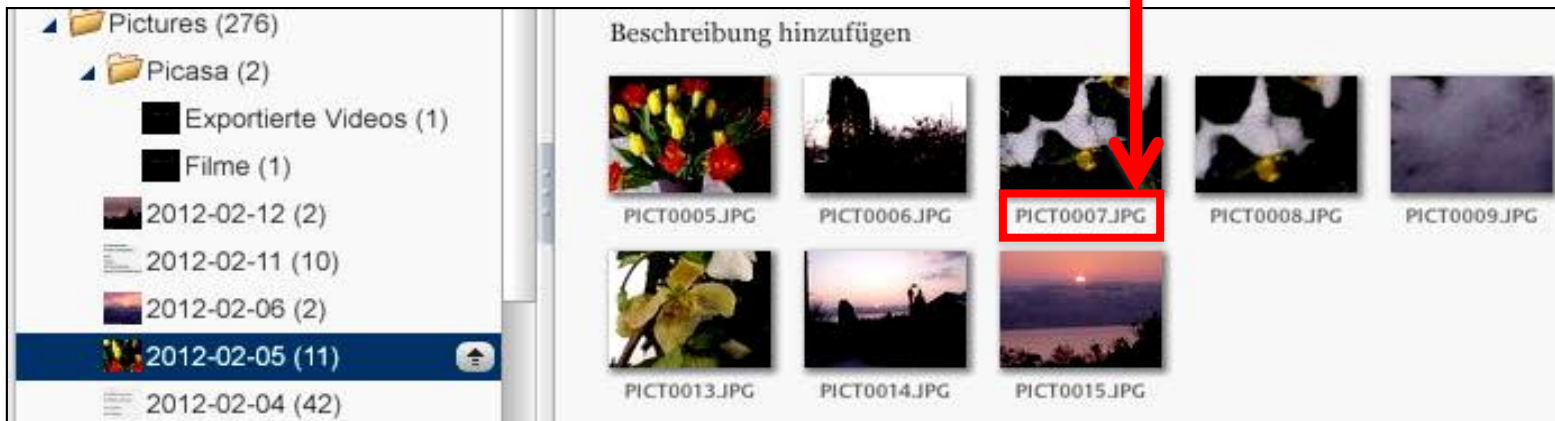 Pictures (276)
Picasa (2)
Exportierte Videos (1)
Filme (1)
2012-02-12 (2)
2012-02-11 (10)
2012-02-06 (2)
2012-02-05 (11)
2012-02-04 (42)
Beschreibung hinzufügen
PICT0005.JPG PICT0006.JPG PICT0007.JPG PICT0008.JPG PICT0009.JPG
PICT0013.JPG PICT0014.JPG PICT0015.JPG